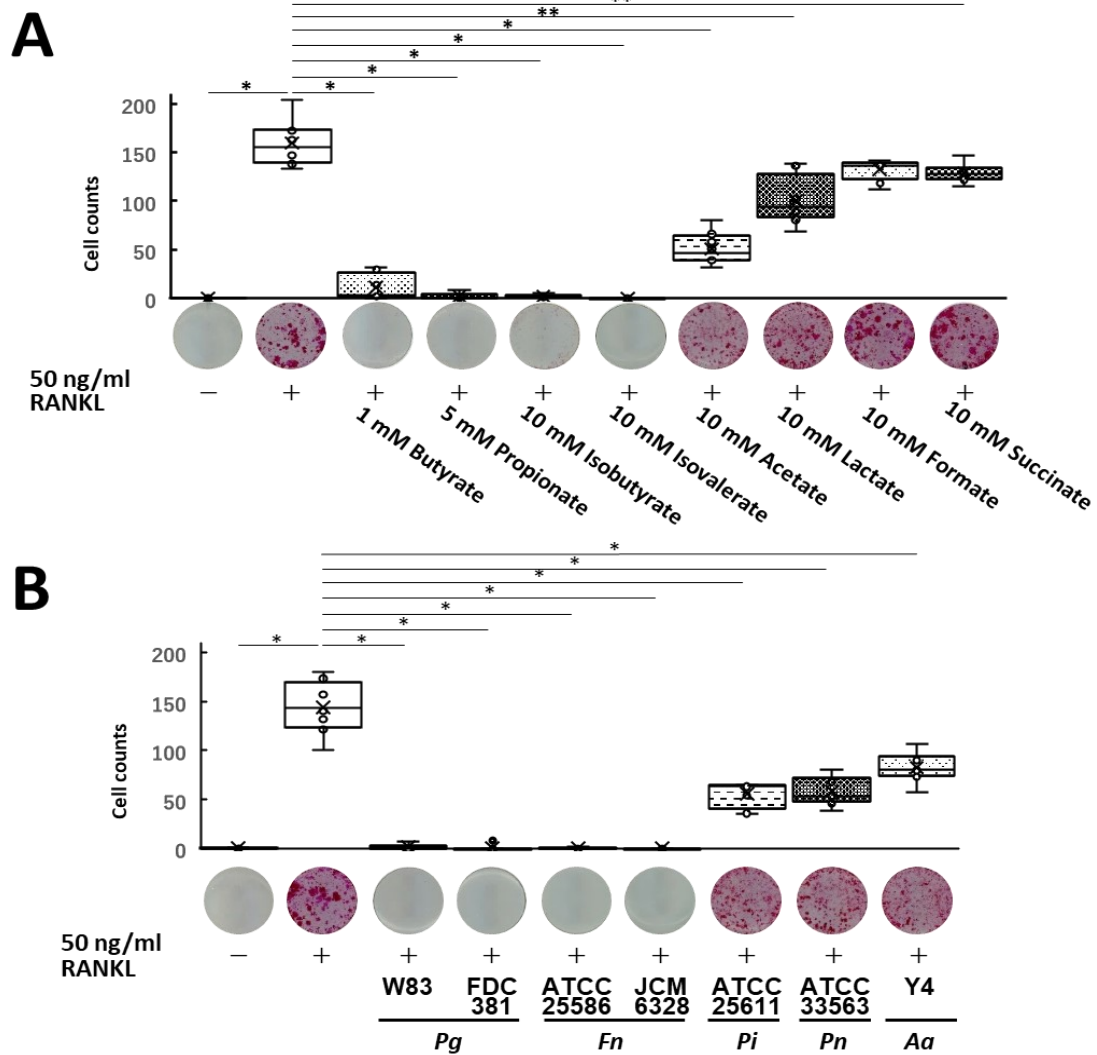 A
**
*
*
*
*
*
*
200
150
100
50
0
Cell counts
50 ng/ml
RANKL
− + + + + + + + + +
1 mM Butyrate
5 mM Propionate
10 mM Isobutyrate
10 mM Isovalerate
10 mM Acetate
10 mM Lactate
10 mM Formate
10 mM Succinate
B
*
*
*
*
*
*
*
*
200
150
100
50
0
Cell counts
50 ng/ml
RANKL
− + + + + + + + +
W83 FDC ATCC JCM ATCC ATCC Y4
381 25586 6328 25611 33563
Pg Fn Pi Pn Aa